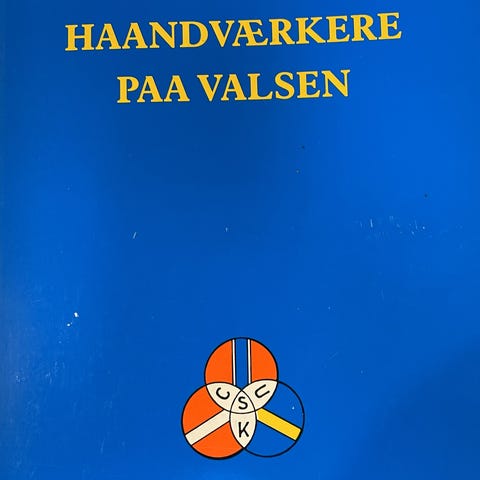 HAANDVÆRKERE
PAA VALSEN
C U
S
K